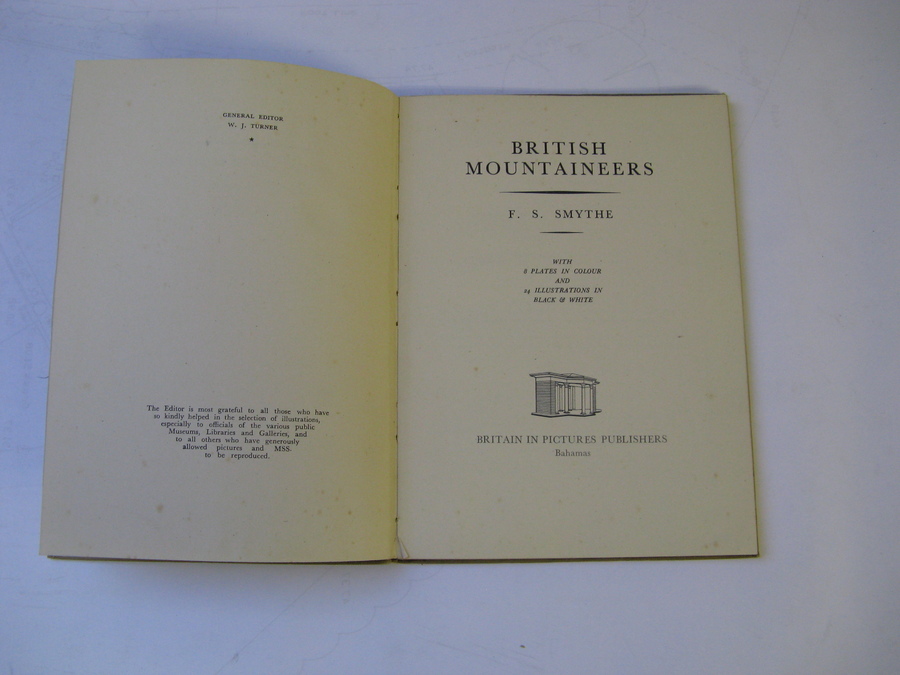 GENERAL EDITOR
W. J. TURNER
*
The Editor is most grateful to all those who have
so kindly helped in the selection of illustrations,
especially to officials of the various public
Museums, Libraries and Galleries, and
to all others who have generously
allowed pictures and MSS.
to be reproduced.
BRITISH
MOUNTAINEERS
F. S. SMYTHE
WITH
8 PLATES IN COLOUR
AND
24 ILLUSTRATIONS IN
BLACK & WHITE
BRITAIN IN PICTURES PUBLISHERS
Bahamas